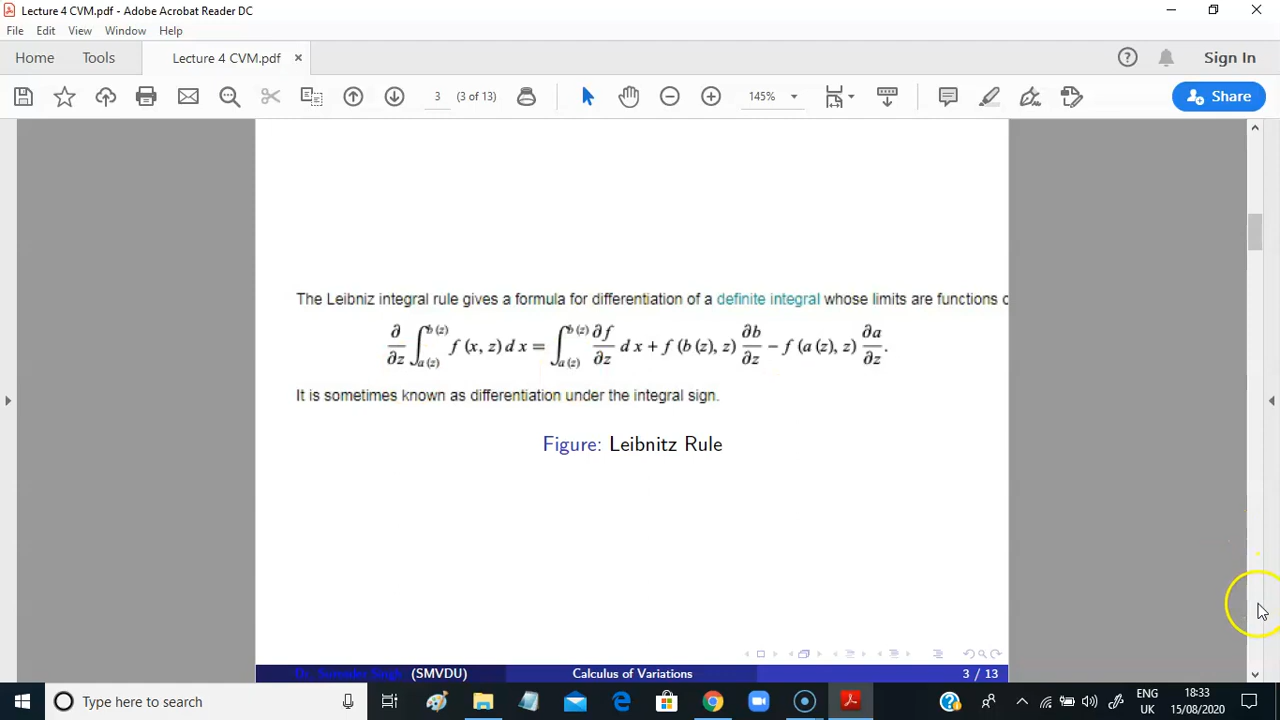 Lecture 4 CVM.pdf - Adobe Acrobat Reader DC
File Edit View Window Help
Home Tools Lecture 4 CVM.pdf × Sign In
3 (3 of 13) 145% Share
The Leibniz integral rule gives a formula for differentiation of a definite integral whose limits are functions
∂/∂z ∫_{a(z)}^{b(z)} f (x, z) d x = ∫_{a(z)}^{b(z)} ∂f/∂z d x + f (b (z), z) ∂b/∂z − f (a (z), z) ∂a/∂z.
It is sometimes known as differentiation under the integral sign.
Figure: Leibnitz Rule
(SMVDU) Calculus of Variations 3 / 13
Type here to search
ENG 18:33
UK 15/08/2020